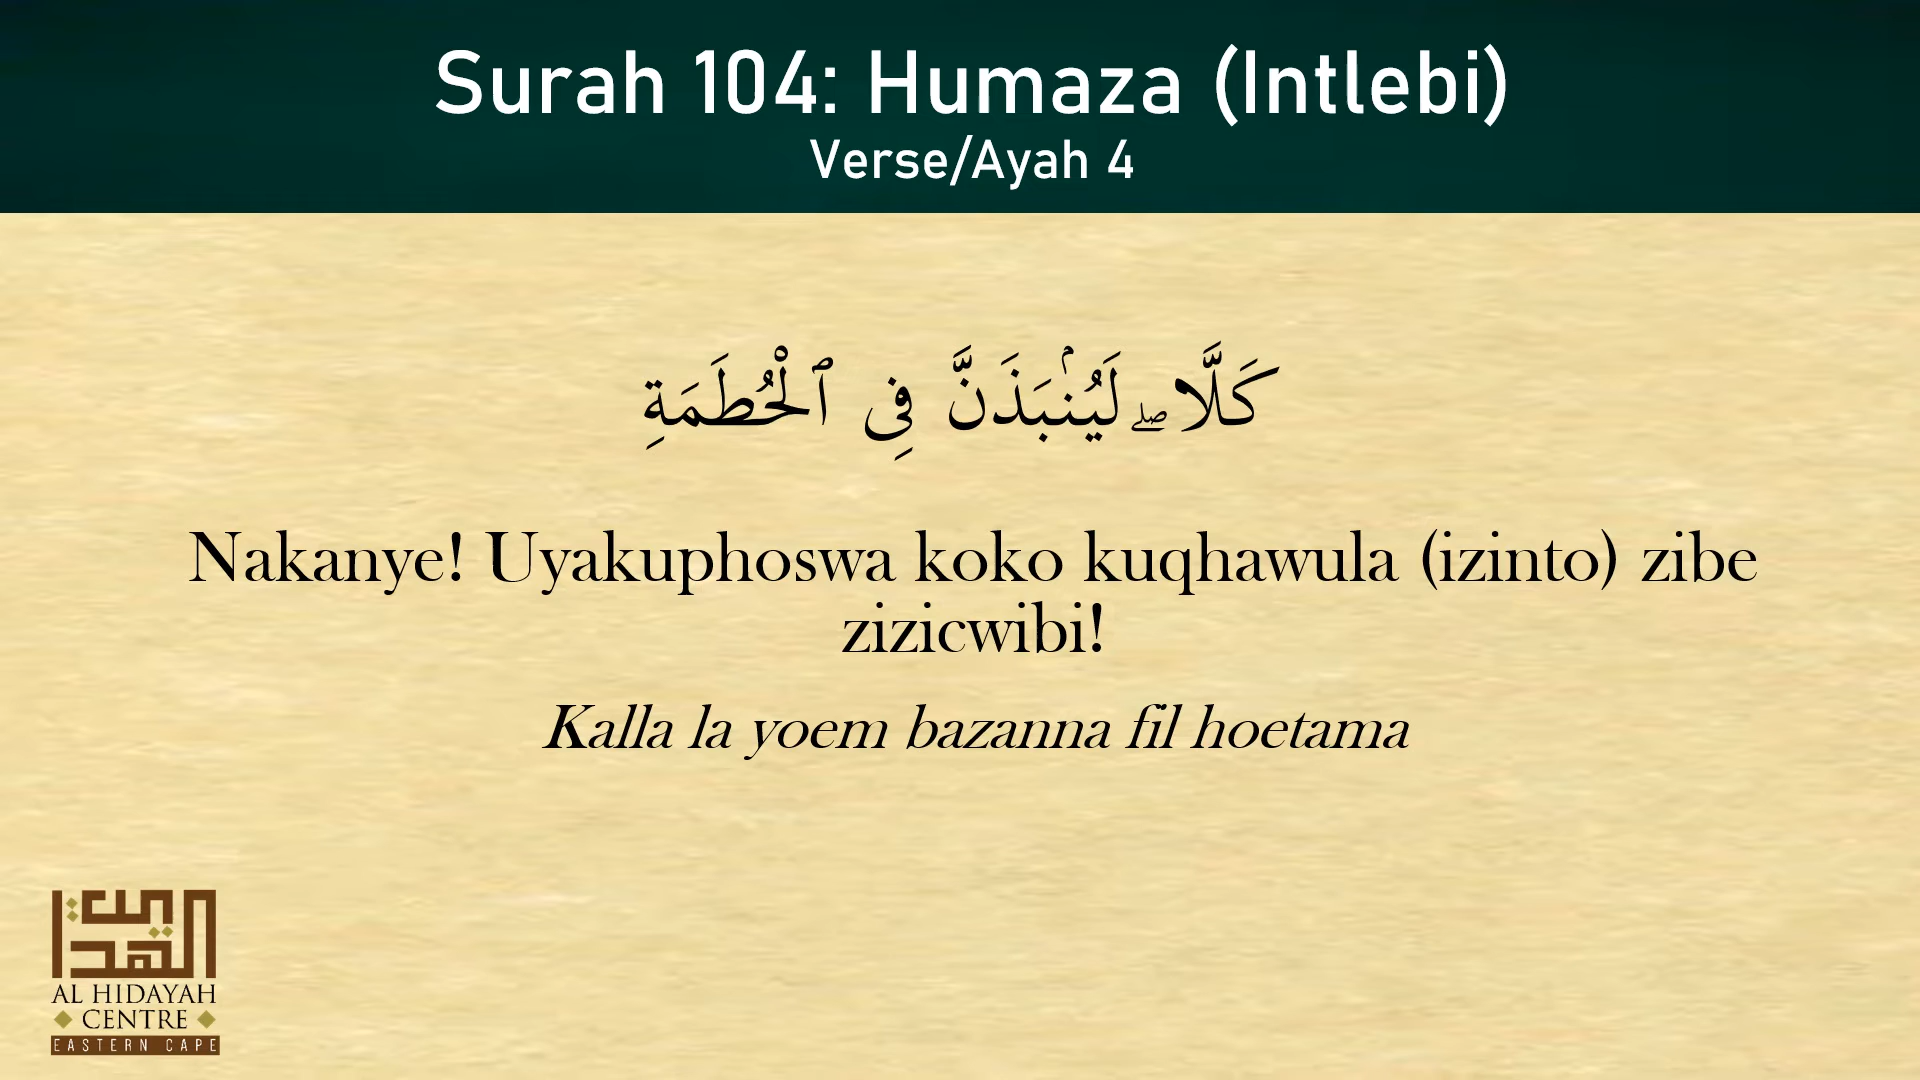 Surah 104: Humaza (Intlebi)
Verse/Ayah 4
كَلَّا ۖ لَيُنۢبَذَنَّ فِى ٱلْحُطَمَةِ
Nakanye! Uyakuphoswa koko kuqhawula (izinto) zibe
zizicwibi!
Kalla la yoem bazanna fil hoetama
الهداية
AL HIDAYAH
CENTRE
EASTERN CAPE